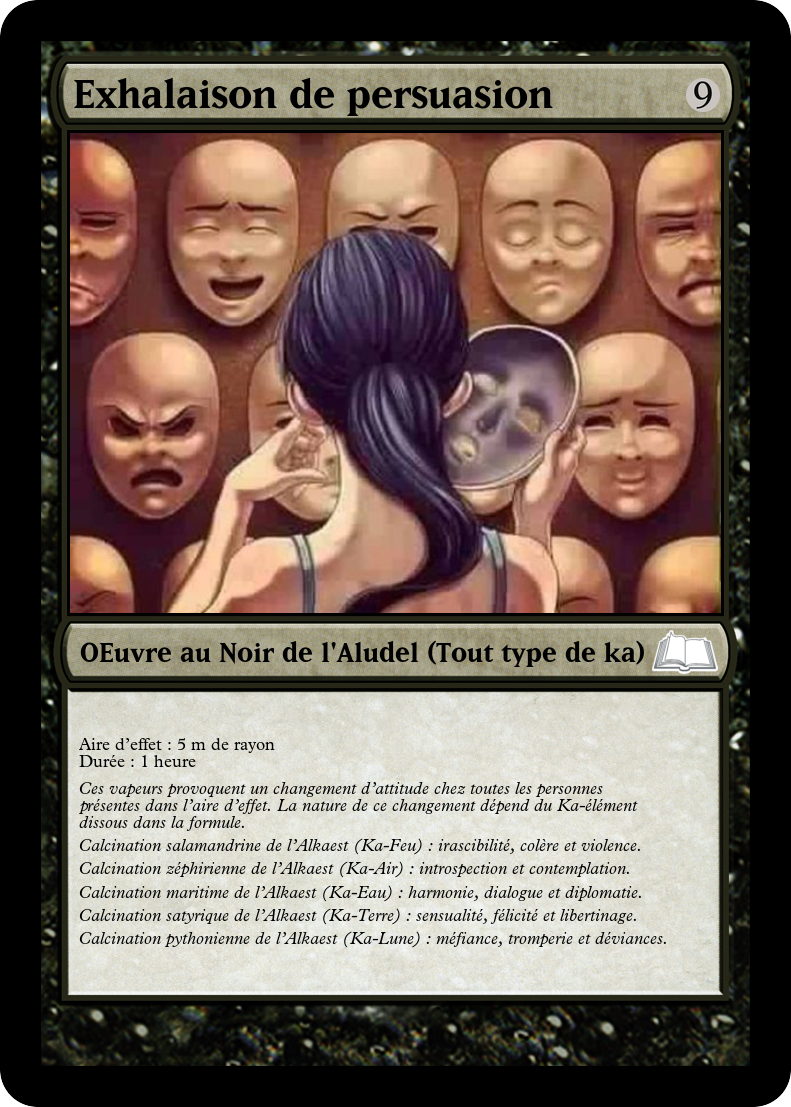 Exhalaison de persuasion
9
OEuvre au Noir de l'Aludel (Tout type de ka)
Aire d'effet : 5 m de rayon
Durée : 1 heure
Ces vapeurs provoquent un changement d'attitude chez toutes les personnes
présentes dans l'aire d'effet. La nature de ce changement dépend du Ka-élément
dissous dans la formule.
Calcination salamandrine de l'Alkaest (Ka-Feu) : irascibilité, colère et violence.
Calcination zéphirienne de l'Alkaest (Ka-Air) : introspection et contemplation.
Calcination maritime de l'Alkaest (Ka-Eau) : harmonie, dialogue et diplomatie.
Calcination satyrique de l'Alkaest (Ka-Terre) : sensualité, félicité et libertinage.
Calcination pythonienne de l'Alkaest (Ka-Lune) : méfiance, tromperie et déviances.